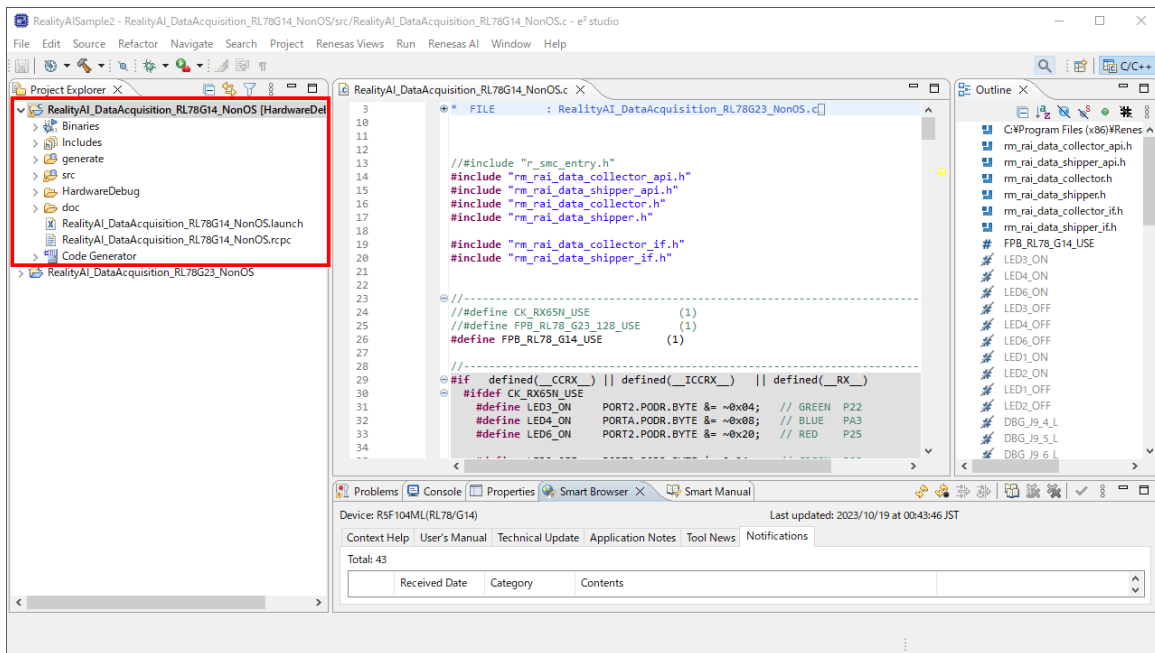 RealityAISample2 - RealityAI_DataAcquisition_RL78G14_NonOS/src/RealityAI_DataAcquisition_RL78G14_NonOS.c - e² studio
File Edit Source Refactor Navigate Search Project Renesas Views Run Renesas AI Window Help
C/C++
Project Explorer
RealityAI_DataAcquisition_RL78G14_NonOS [HardwareDel
Binaries
Includes
generate
src
HardwareDebug
doc
RealityAI_DataAcquisition_RL78G14_NonOS.launch
RealityAI_DataAcquisition_RL78G14_NonOS.rcpc
Code Generator
RealityAI_DataAcquisition_RL78G23_NonOS
RealityAI_DataAcquisition_RL78G14_NonOS.c
3 * FILE : RealityAI_DataAcquisition_RL78G23_NonOS.c
10
11
12
13 //#include "r_smc_entry.h"
14 #include "rm_rai_data_collector_api.h"
15 #include "rm_rai_data_shipper_api.h"
16 #include "rm_rai_data_collector.h"
17 #include "rm_rai_data_shipper.h"
18
19 #include "rm_rai_data_collector_if.h"
20 #include "rm_rai_data_shipper_if.h"
21
22
23 //------------------------------------------------------------------
24 //#define CK_RX65N_USE (1)
25 //#define FPB_RL78_G23_128_USE (1)
26 #define FPB_RL78_G14_USE (1)
27
28 //------------------------------------------------------------------
29 #if defined(__CCRX__) || defined(__ICCRX__) || defined(__RX__)
30 #ifdef CK_RX65N_USE
31 #define LED3_ON PORT2.PODR.BYTE &= ~0x04; // GREEN P22
32 #define LED4_ON PORTA.PODR.BYTE &= ~0x08; // BLUE PA3
33 #define LED6_ON PORT2.PODR.BYTE &= ~0x20; // RED P25
34
Outline
C:¥Program Files (x86)¥Renes
rm_rai_data_collector_api.h
rm_rai_data_shipper_api.h
rm_rai_data_collector.h
rm_rai_data_shipper.h
rm_rai_data_collector_if.h
rm_rai_data_shipper_if.h
FPB_RL78_G14_USE
LED3_ON
LED4_ON
LED6_ON
LED3_OFF
LED4_OFF
LED6_OFF
LED1_ON
LED2_ON
LED1_OFF
LED2_OFF
DBG_J9_4_L
DBG_J9_5_L
DBG_J9_6_L
Problems Console Properties Smart Browser Smart Manual
Device: R5F104ML(RL78/G14) Last updated: 2023/10/19 at 00:43:46 JST
Context Help User's Manual Technical Update Application Notes Tool News Notifications
Total: 43
Received Date Category Contents